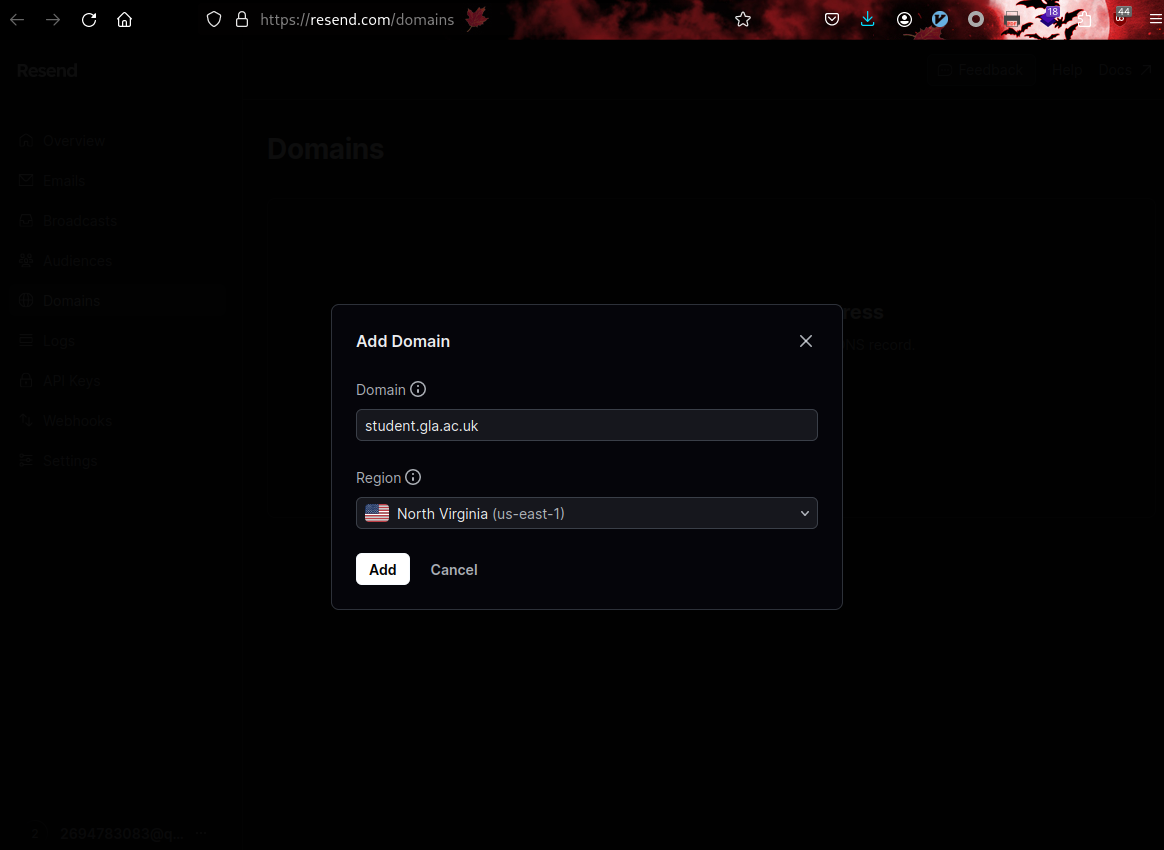 https://resend.com/domains
18
44
Resend
Feedback
Help
Docs
Overview
Domains
Emails
Broadcasts
Audiences
Domains
Logs
API Keys
Webhooks
Settings
ress
NS record.
Add Domain
Domain
student.gla.ac.uk
Region
North Virginia (us-east-1)
Add
Cancel
2694783083@q...